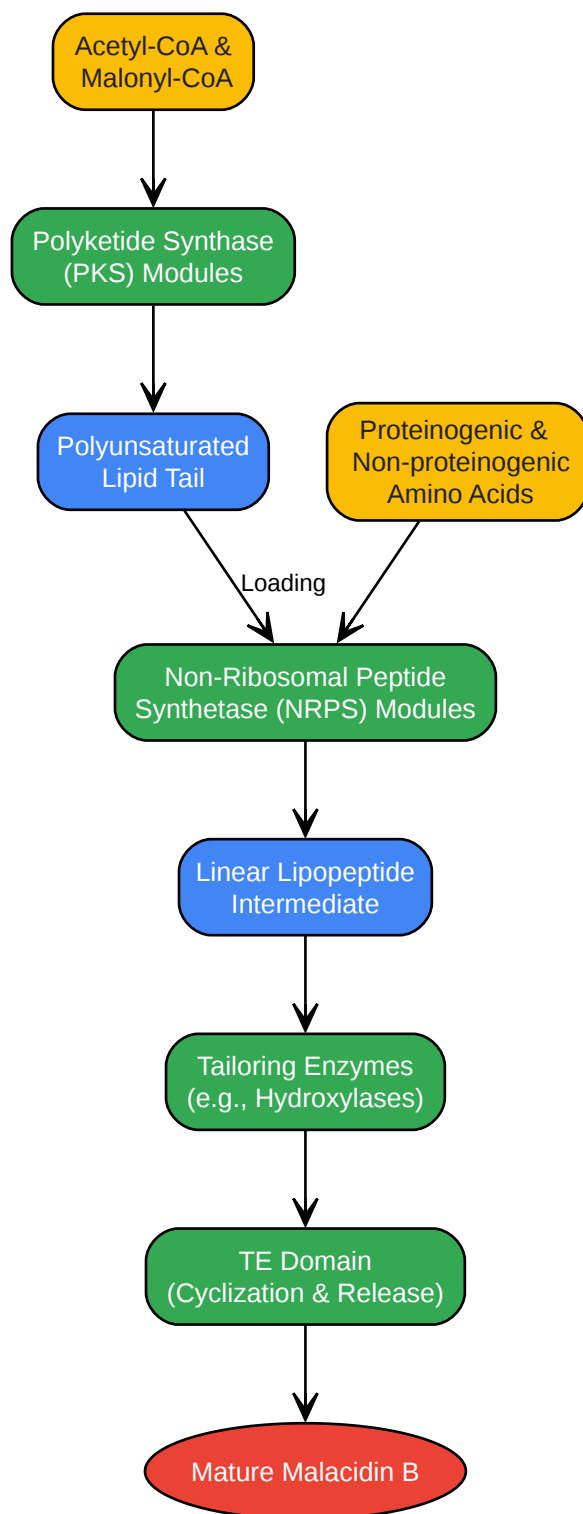 Acetyl-CoA &
Malonyl-CoA
Polyketide Synthase
(PKS) Modules
Polyunsaturated
Lipid Tail
Proteinogenic &
Non-proteinogenic
Amino Acids
Loading
Non-Ribosomal Peptide
Synthetase (NRPS) Modules
Linear Lipopeptide
Intermediate
Tailoring Enzymes
(e.g., Hydroxylases)
TE Domain
(Cyclization & Release)
Mature Malacidin B